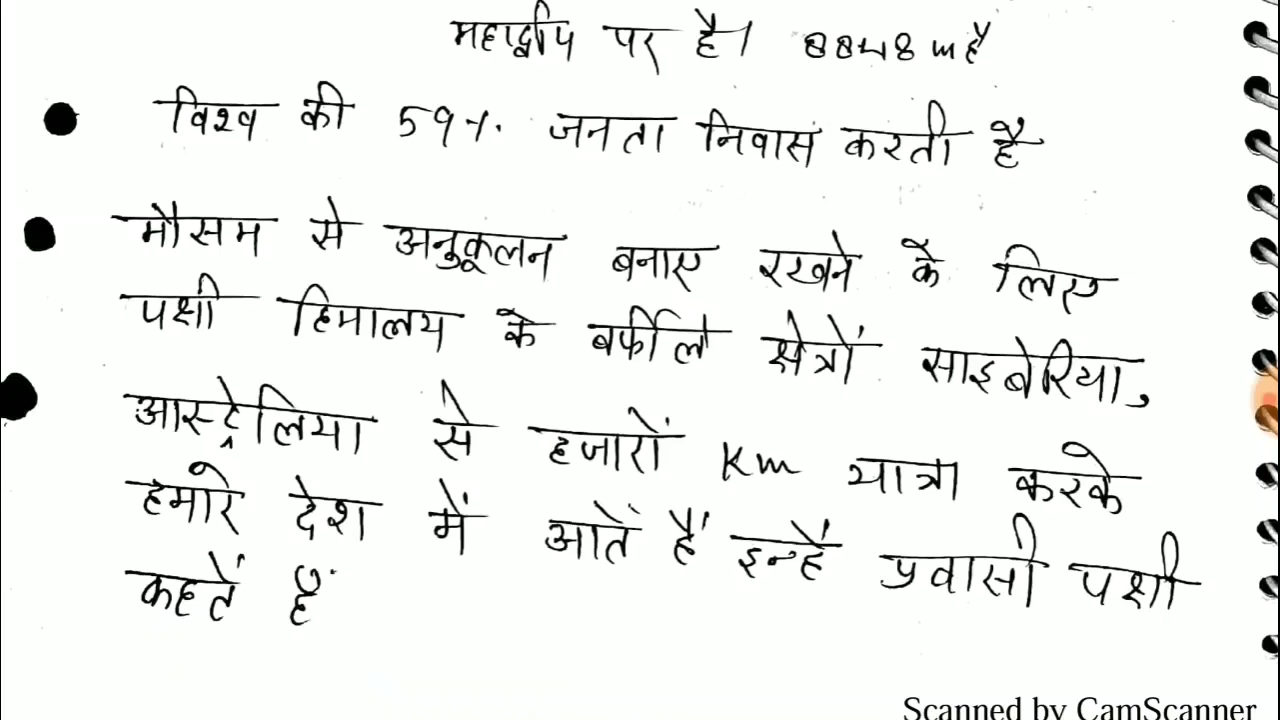 महाद्वीप पर है। 8848 m है
विश्व की 59% जनता निवास करती है
मौसम से अनुकूलन बनाए रखने के लिए
पक्षी हिमालय के बर्फीले क्षेत्रों साइबेरिया,
आस्ट्रेलिया से हजारों Km यात्रा करके
हमारे देश में आतें हैं इन्हें प्रवासी पक्षी
कहतें हैं
Scanned by CamScanner